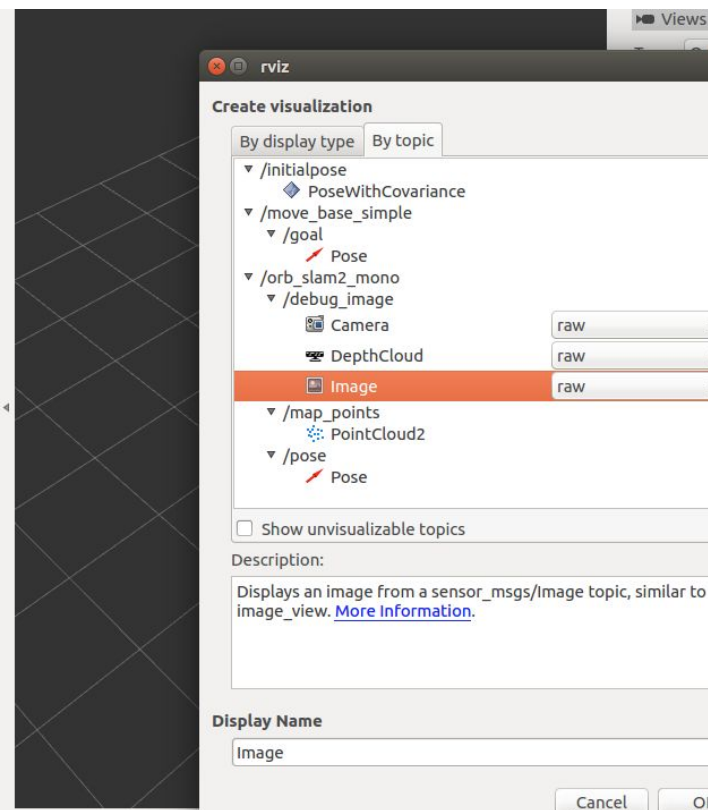 Views
rviz
Create visualization
By display type By topic
/initialpose
PoseWithCovariance
/move_base_simple
/goal
Pose
/orb_slam2_mono
/debug_image
Camera raw
DepthCloud raw
Image raw
/map_points
PointCloud2
/pose
Pose
Show unvisualizable topics
Description:
Displays an image from a sensor_msgs/Image topic, similar to
image_view. More Information.
Display Name
Image
Cancel